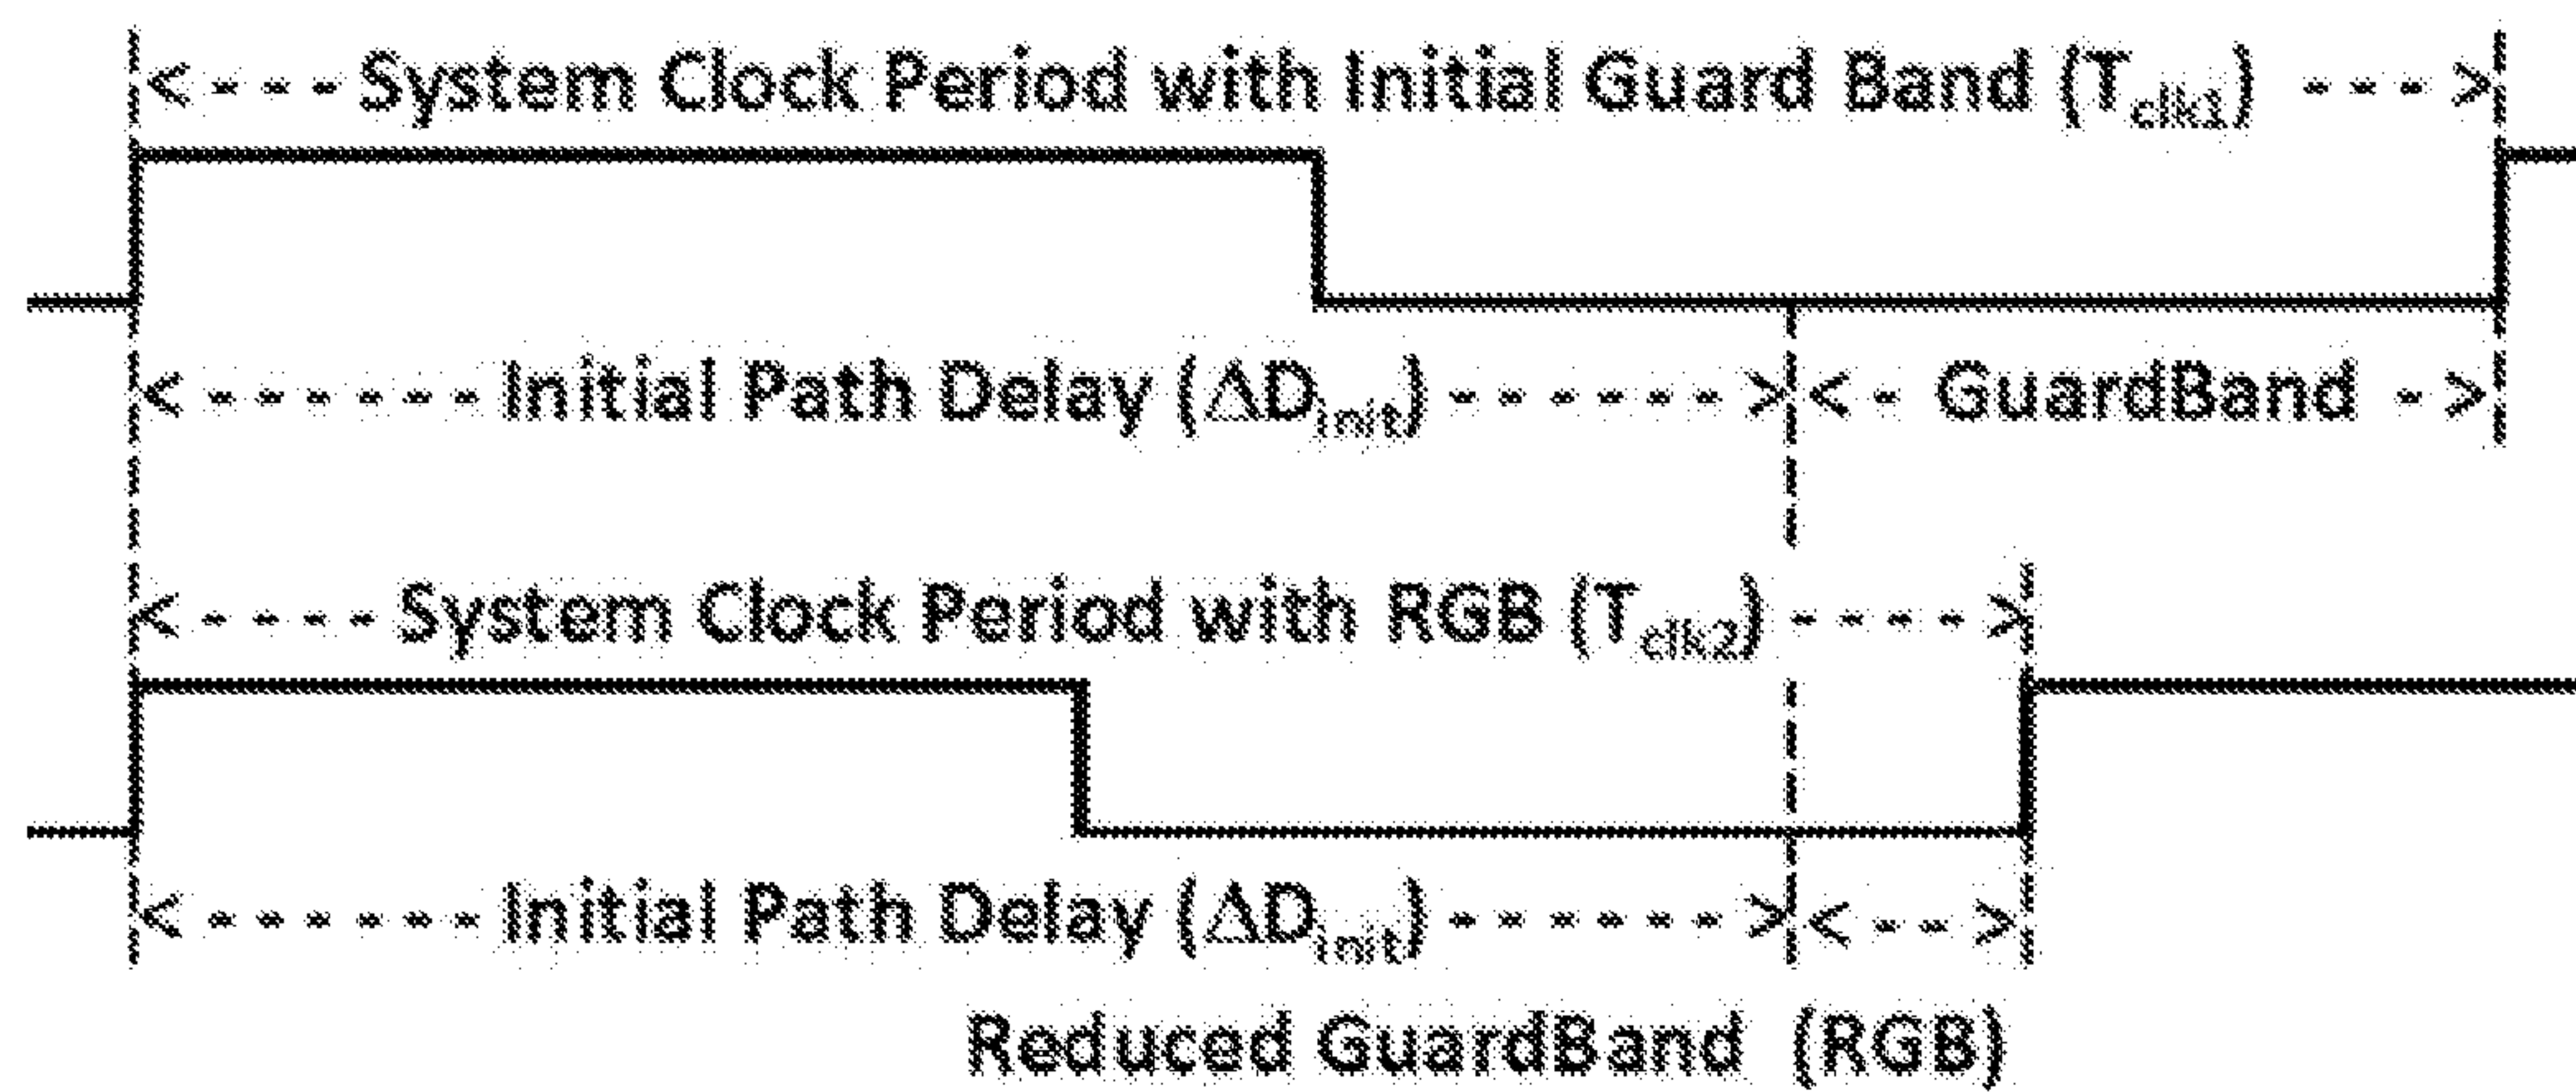 <---System Clock Period with Initial Guard Band (Tclk1) --->
<------Initial Path Delay (ΔDinit)------><- GuardBand ->
<----System Clock Period with RGB (Tclk2)---->
<------Initial Path Delay (ΔDinit)------><-->
Reduced GuardBand (RGB)